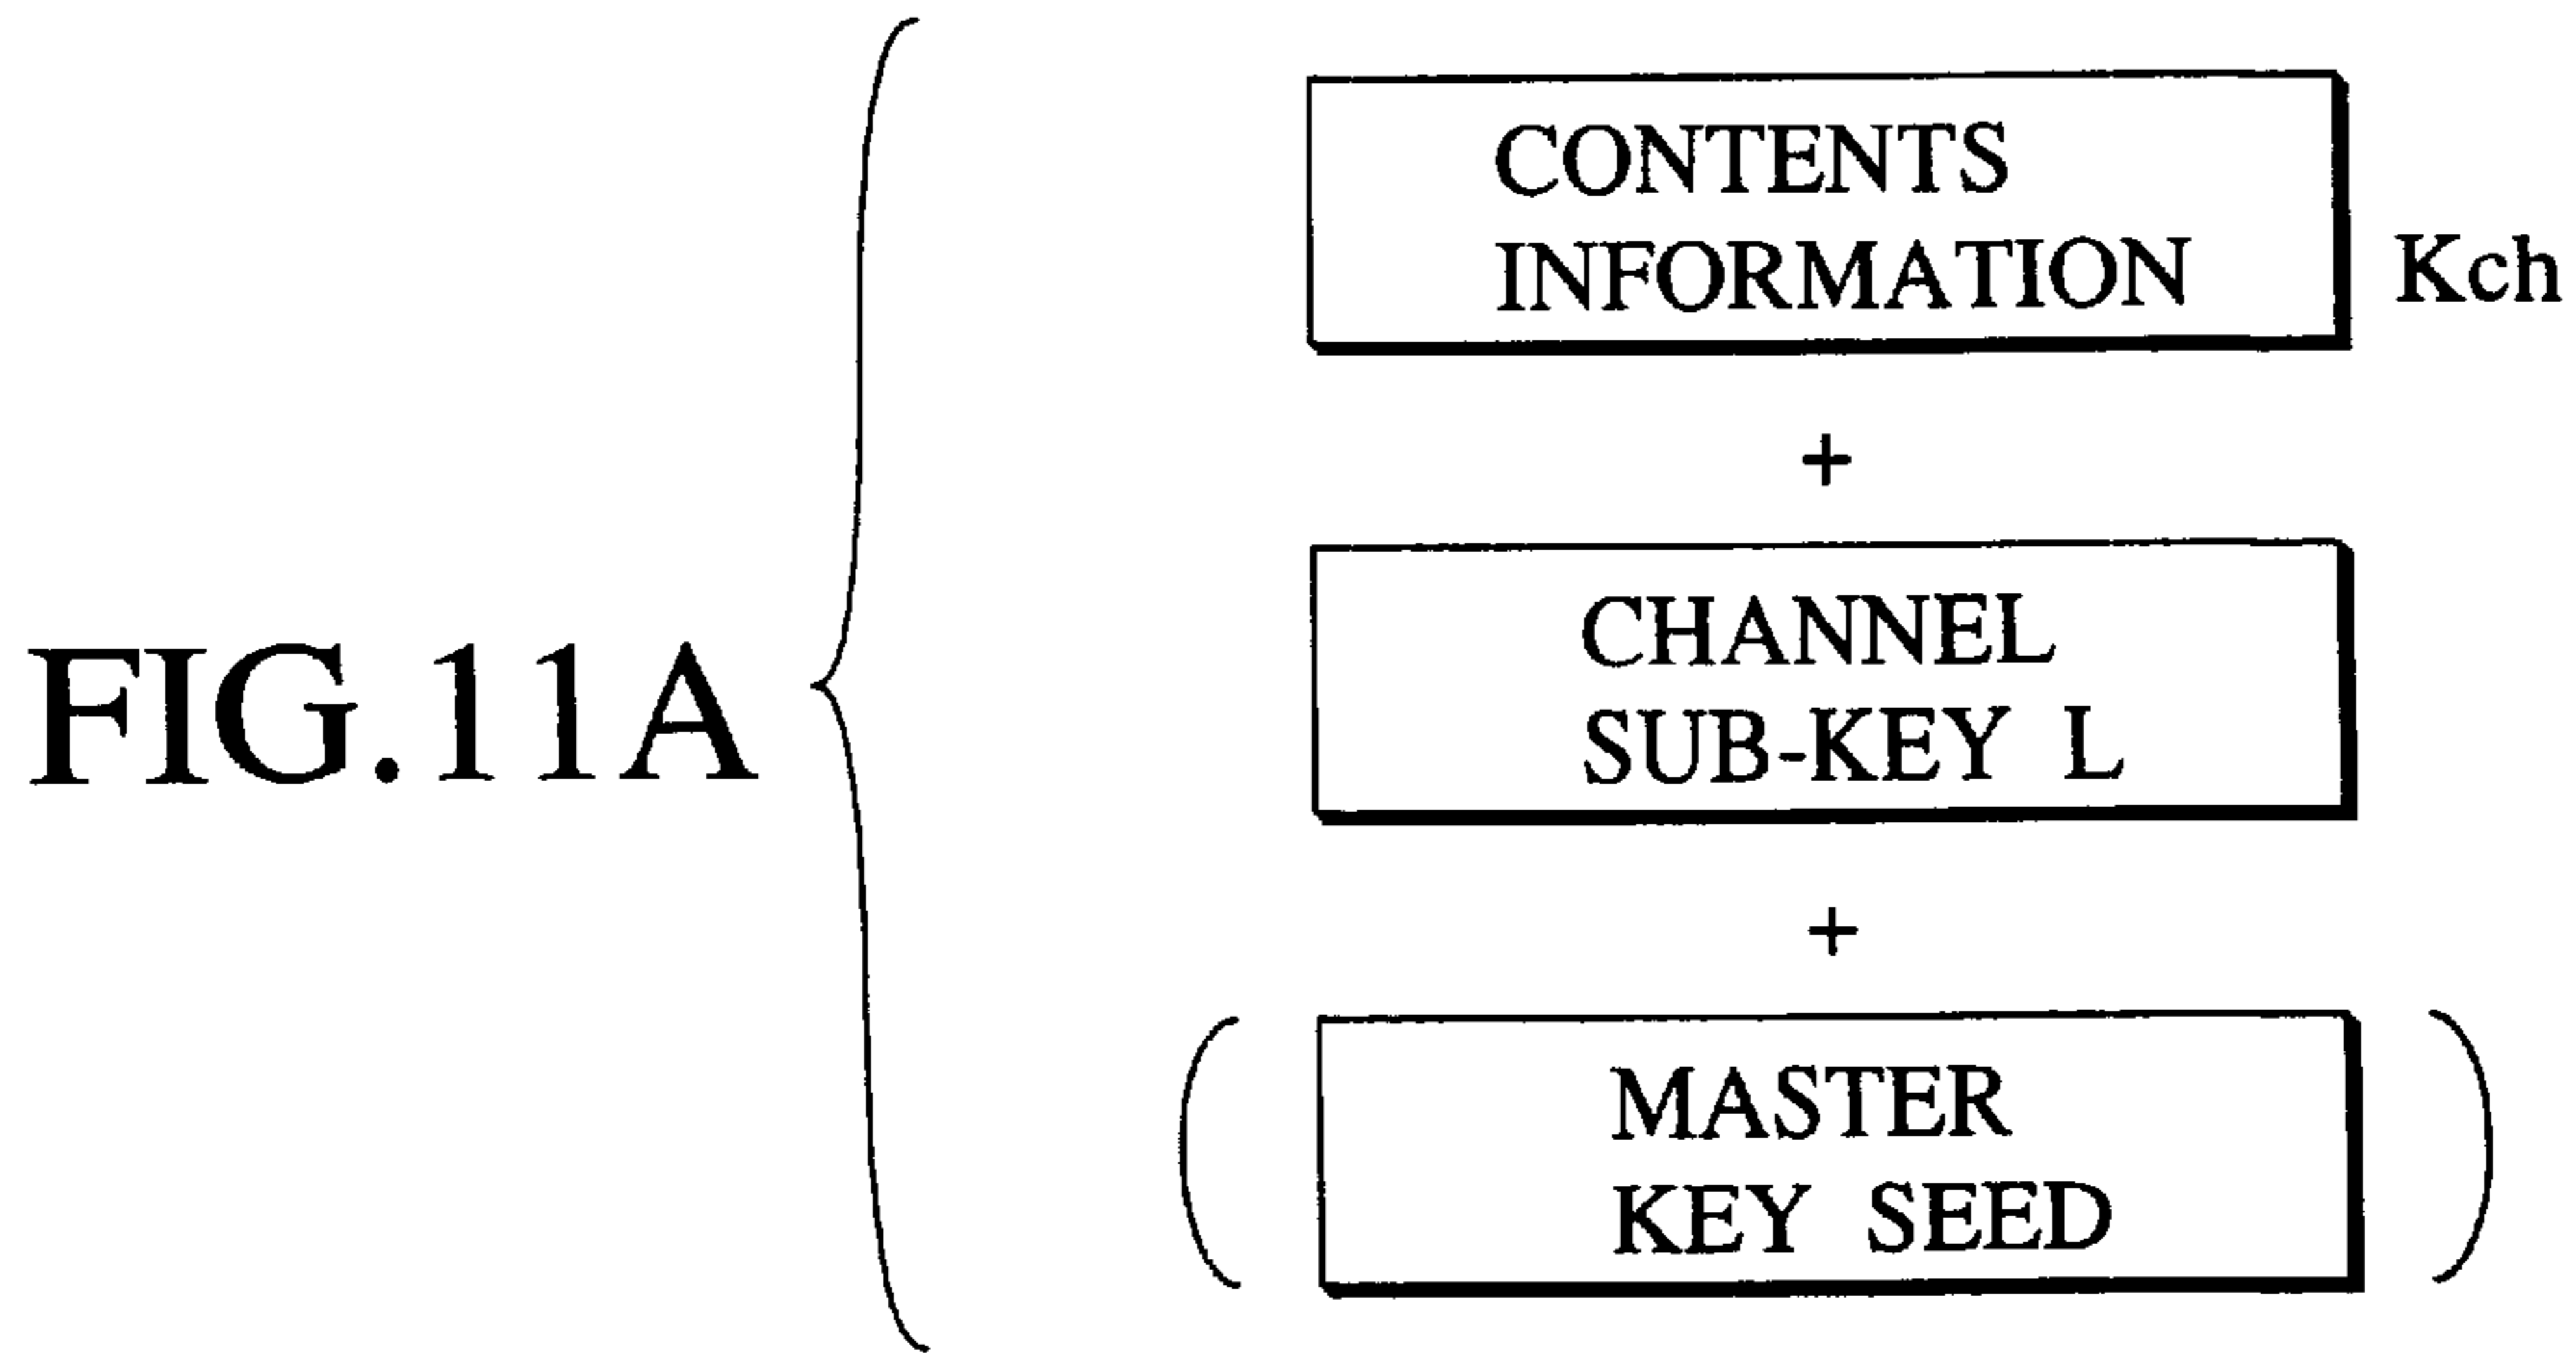 FIG.11A
CONTENTS
INFORMATION
Kch
+
CHANNEL
SUB-KEY L
+
(
MASTER
KEY SEED
)